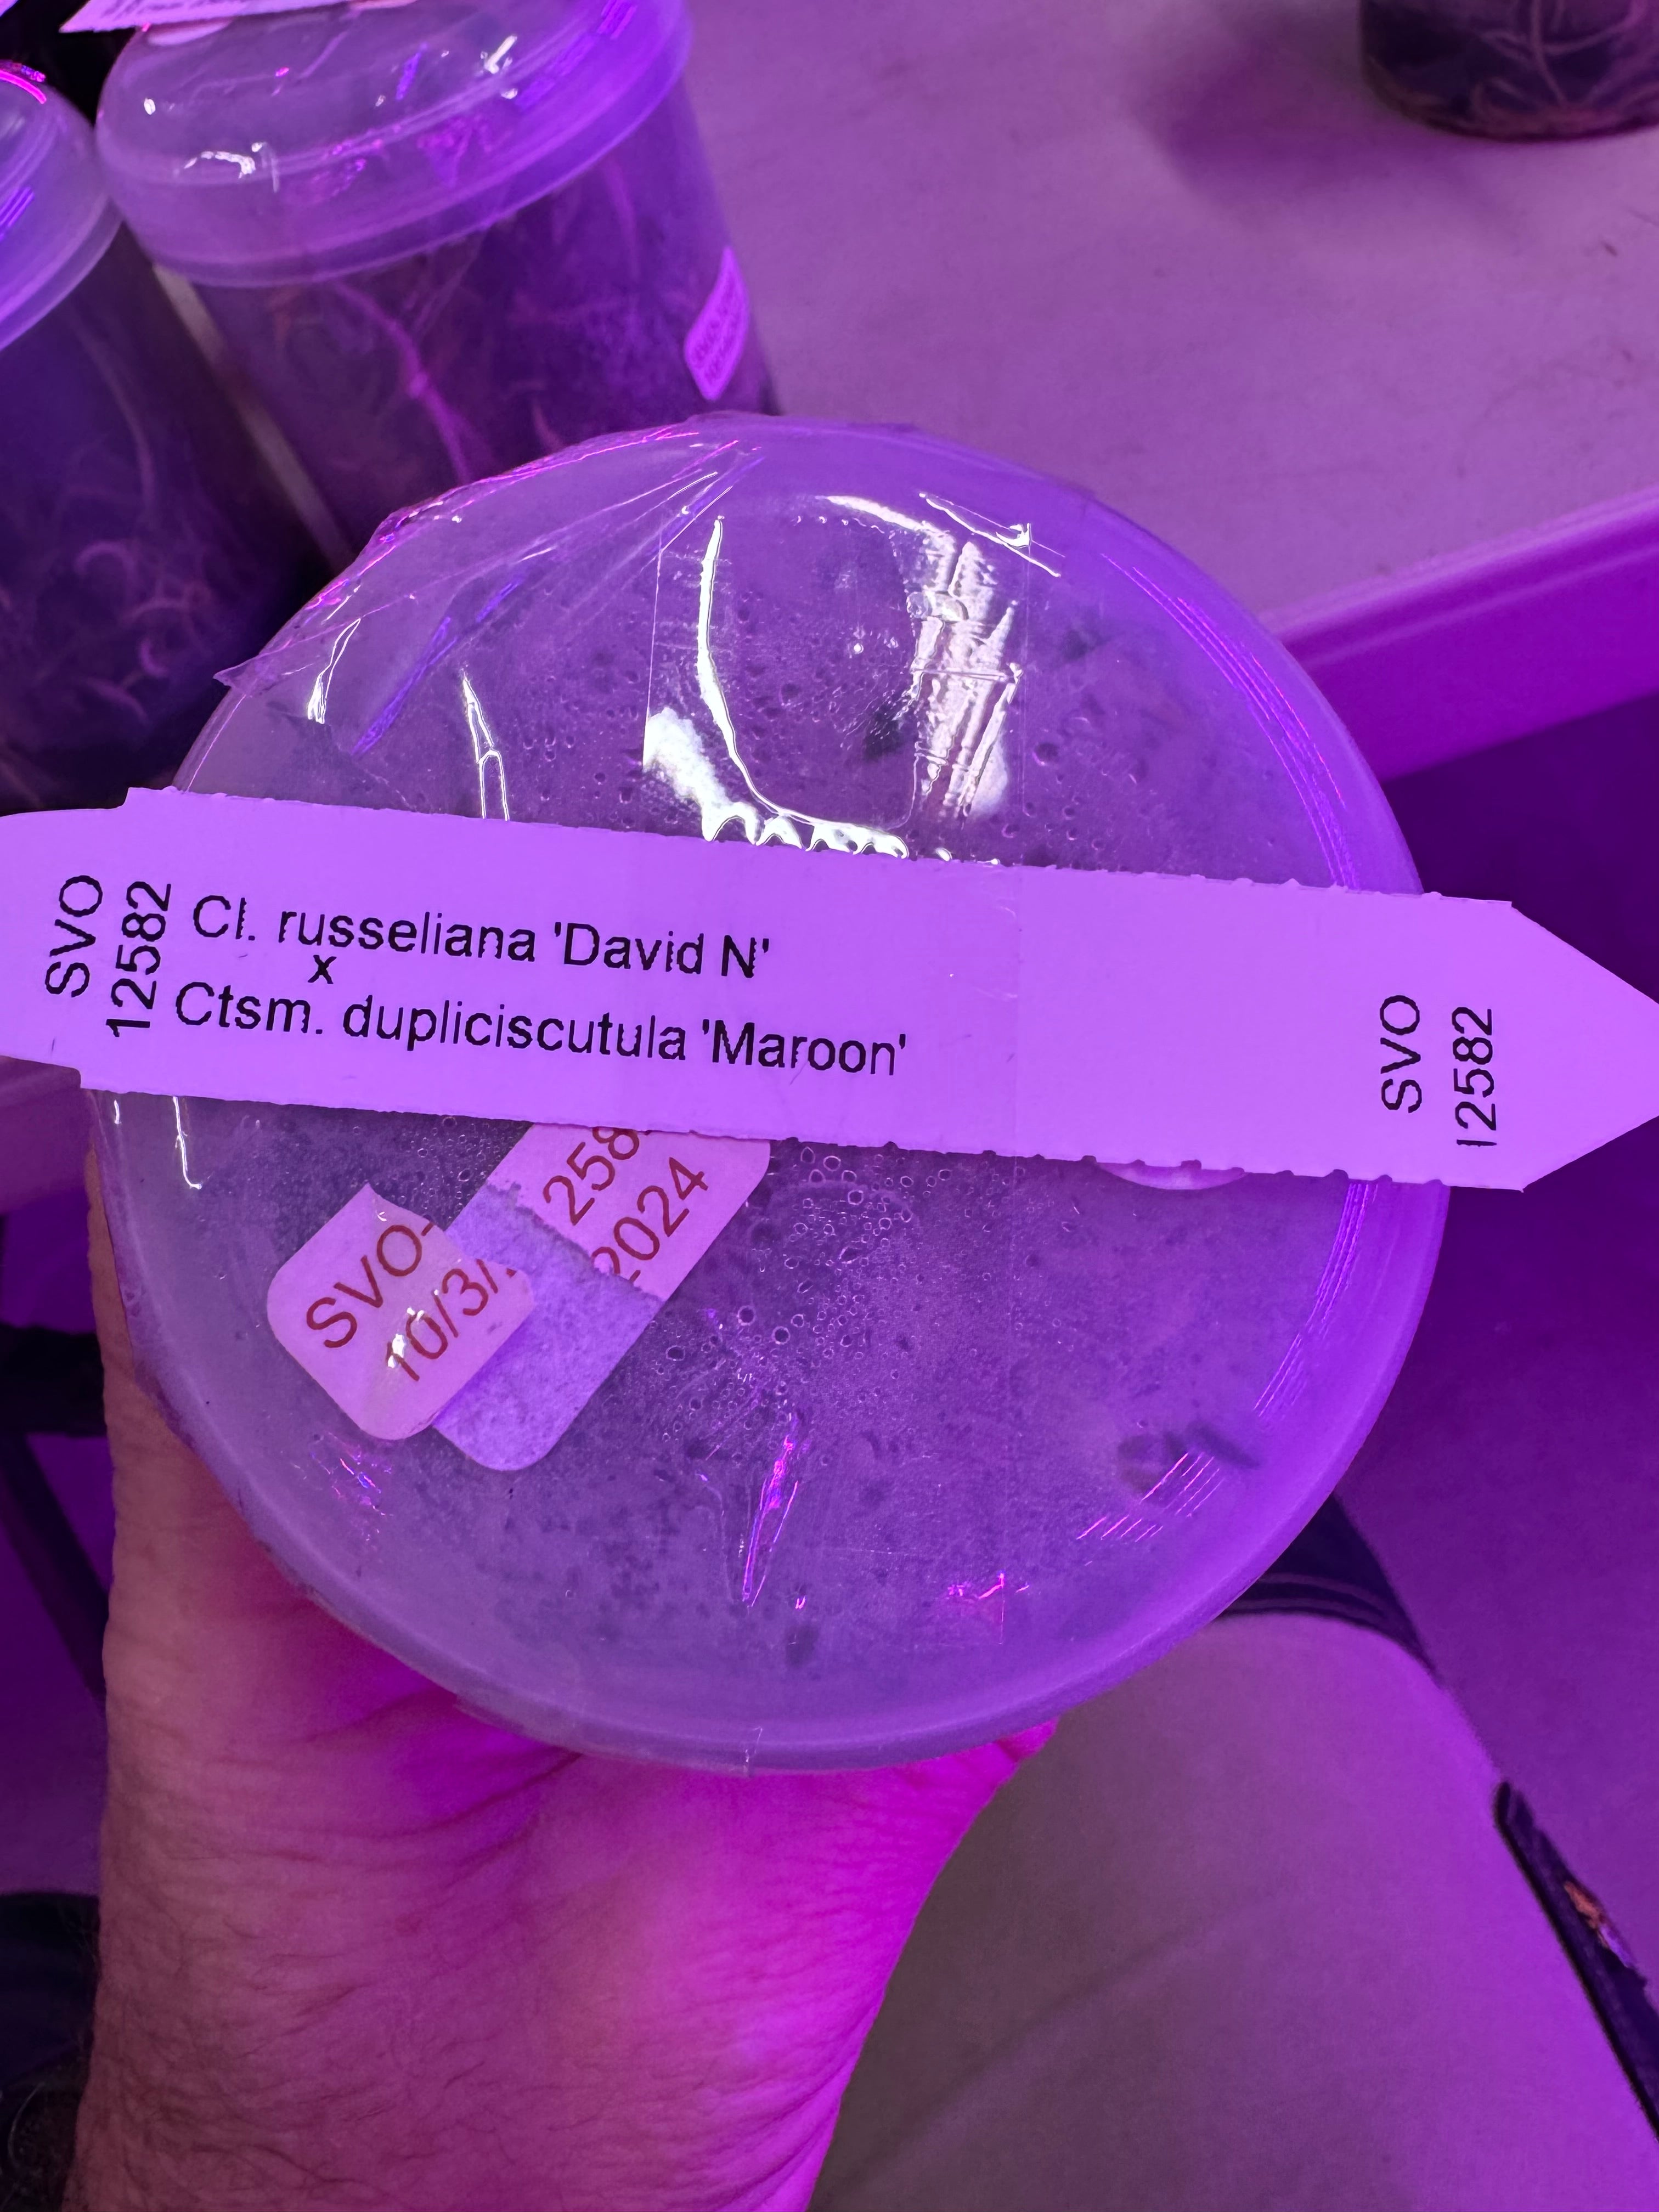 SVO
12582
Cl. russeliana 'David N'
x
Ctsm. dupliciscutula 'Maroon'
SVO
12582
SVO-
258
10/3/
2024